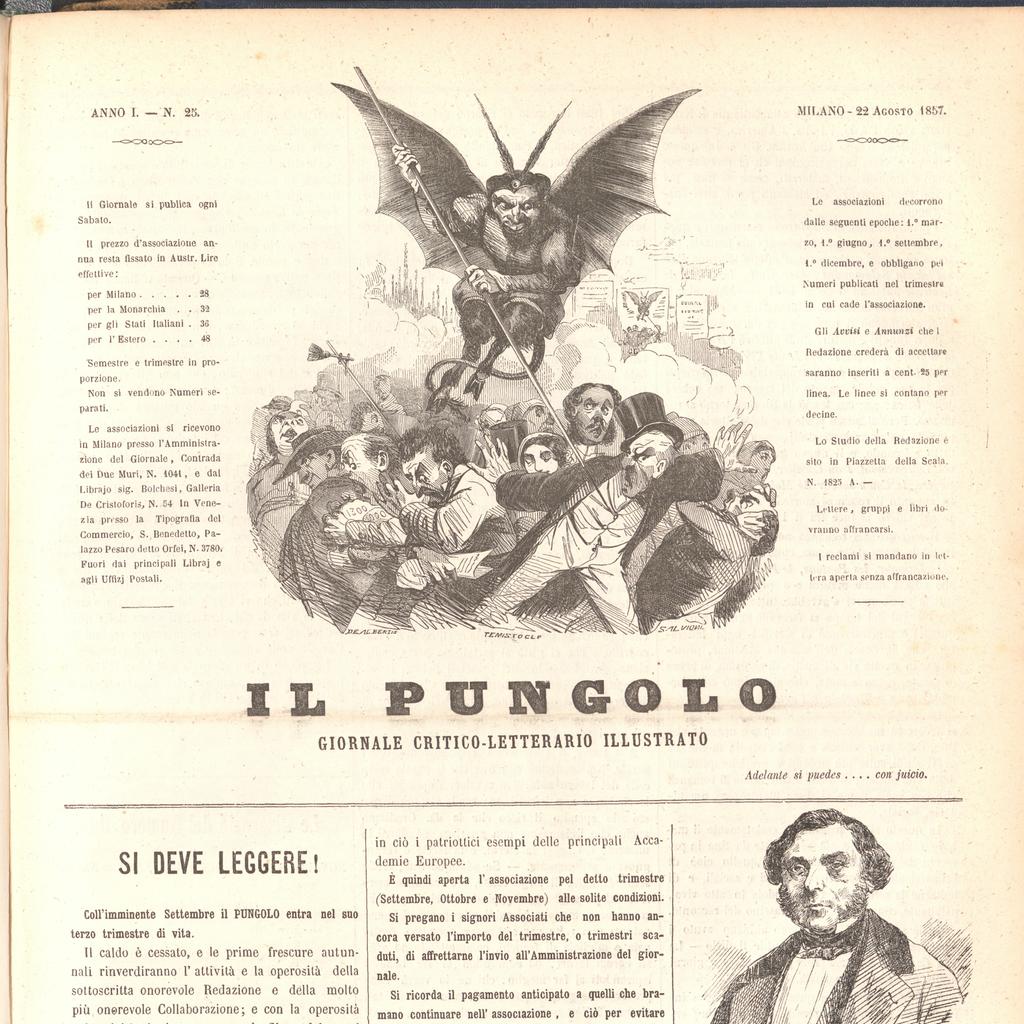 ANNO I. — N. 25.
MILANO - 22 AGOSTO 1857.
Il Giornale si publica ogni
Sabato.
Il prezzo d'associazione an-
nua resta fissato in Austr. Lire
effettive:
per Milano . . . . . 28
per la Monarchia . . 32
per gli Stati Italiani . 36
per l'Estero . . . . 48
Semestre e trimestre in pro-
porzione.
Non si vendono Numeri se-
parati.
Le associazioni si ricevono
in Milano presso l'Amministra-
zione del Giornale, Contrada
dei Due Muri, N. 1041, e dal
Librajo sig. Bolchesi, Galleria
De Cristoforis, N. 54 In Vene-
zia presso la Tipografia del
Commercio, S. Benedetto, Pa-
lazzo Pesaro detto Orfei, N. 3780.
Fuori dai principali Libraj e
agli Uffizj Postali.
Le associazioni decorrono
dalle seguenti epoche: 1.º mar-
zo, 1.º giugno, 1.º settembre,
1.º dicembre, e obbligano pei
Numeri publicati nel trimestre
in cui cade l'associazione.
Gli Avvisi e Annunzi che l
Redazione crederà di accettare
saranno inseriti a cent. 25 per
linea. Le linee si contano per
decine.
Lo Studio della Redazione è
sito in Piazzetta della Scala.
N. 1825 A. —
Lettere, gruppi e libri do-
vranno affrancarsi.
I reclami si mandano in let-
tera aperta senza affrancazione.
DE ALBERTIS
TEMISTOCLE
SALVIONI
IL PUNGOLO
GIORNALE CRITICO-LETTERARIO ILLUSTRATO
Adelante si puedes . . . . con juicio.
SI DEVE LEGGERE!
Coll'imminente Settembre il PUNGOLO entra nel suo
terzo trimestre di vita.
Il caldo è cessato, e le prime frescure autun-
nali rinverdiranno l'attività e la operosità della
sottoscritta onorevole Redazione e della molto
più onorevole Collaborazione; e con la operosità
in ciò i patriottici esempi delle principali Acca-
demie Europee.
È quindi aperta l'associazione pel detto trimestre
(Settembre, Ottobre e Novembre) alle solite condizioni.
Si pregano i signori Associati che non hanno an-
cora versato l'importo del trimestre, o trimestri sca-
duti, di affrettarne l'invio all'Amministrazione del gior-
nale.
Si ricorda il pagamento anticipato a quelli che bra-
mano continuare nell'associazione, e ciò per evitare